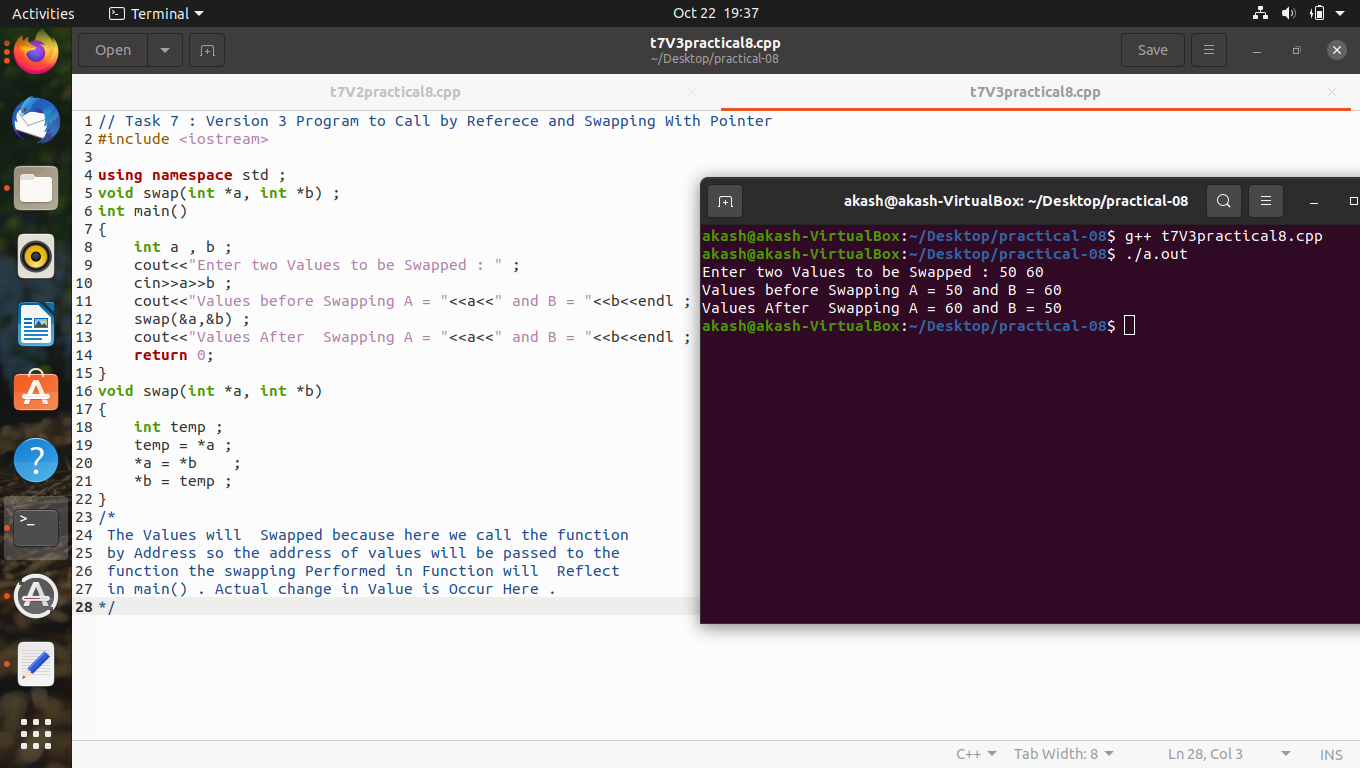 Activities
Terminal
Oct 22 19:37
Open
t7V3practical8.cpp
~/Desktop/practical-08
Save
t7V2practical8.cpp
t7V3practical8.cpp
1 // Task 7 : Version 3 Program to Call by Referece and Swapping With Pointer
2 #include <iostream>
3
4 using namespace std ;
5 void swap(int *a, int *b) ;
6 int main()
7 {
8     int a , b ;
9     cout<<"Enter two Values to be Swapped : " ;
10     cin>>a>>b ;
11     cout<<"Values before Swapping A = "<<a<<" and B = "<<b<<endl ;
12     swap(&a,&b) ;
13     cout<<"Values After  Swapping A = "<<a<<" and B = "<<b<<endl ;
14     return 0;
15 }
16 void swap(int *a, int *b)
17 {
18     int temp ;
19     temp = *a ;
20     *a = *b    ;
21     *b = temp ;
22 }
23 /*
24  The Values will  Swapped because here we call the function
25  by Address so the address of values will be passed to the
26  function the swapping Performed in Function will  Reflect
27  in main() . Actual change in Value is Occur Here .
28 */
akash@akash-VirtualBox: ~/Desktop/practical-08
akash@akash-VirtualBox:~/Desktop/practical-08$ g++ t7V3practical8.cpp
akash@akash-VirtualBox:~/Desktop/practical-08$ ./a.out
Enter two Values to be Swapped : 50 60
Values before Swapping A = 50 and B = 60
Values After  Swapping A = 60 and B = 50
akash@akash-VirtualBox:~/Desktop/practical-08$
C++
Tab Width: 8
Ln 28, Col 3
INS